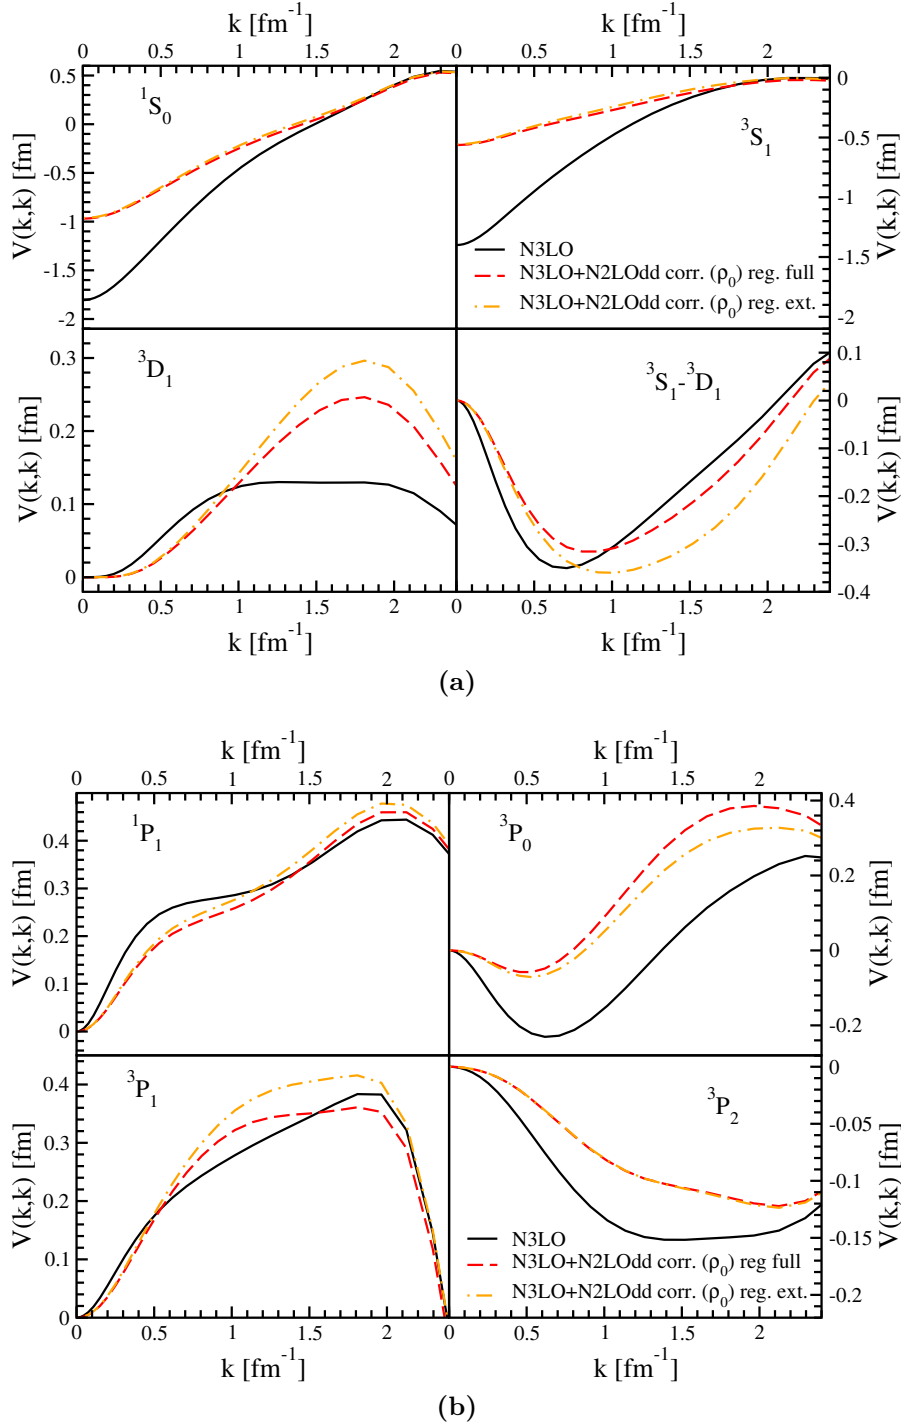 k [fm⁻¹]
0 0.5 1 1.5 2 0 0.5 1 1.5 2
0.5 0 -0.5 -1 -1.5 -2
V(k,k) [fm]
¹S₀
³S₁
0 -0.5 -1 -1.5 -2
V(k,k) [fm]
N3LO
N3LO+N2LOdd corr. (ρ₀) reg. full
N3LO+N2LOdd corr. (ρ₀) reg. ext.
0.3 0.2 0.1 0
V(k,k) [fm]
³D₁
³S₁-³D₁
0.1 0 -0.1 -0.2 -0.3 -0.4
V(k,k) [fm]
0 0.5 1 1.5 2 0 0.5 1 1.5 2
k [fm⁻¹] k [fm⁻¹]
k [fm⁻¹]
(a)
k [fm⁻¹] k [fm⁻¹]
0 0.5 1 1.5 2 0 0.5 1 1.5 2
0.4 0.3 0.2 0.1 0
V(k,k) [fm]
¹P₁
³P₀
0.4 0.2 0 -0.2
V(k,k) [fm]
0.4 0.3 0.2 0.1 0
V(k,k) [fm]
³P₁
³P₂
0 -0.05 -0.1 -0.15 -0.2
V(k,k) [fm]
N3LO
N3LO+N2LOdd corr. (ρ₀) reg full
N3LO+N2LOdd corr. (ρ₀) reg. ext.
0 0.5 1 1.5 2 0 0.5 1 1.5 2
k [fm⁻¹] k [fm⁻¹]
(b)